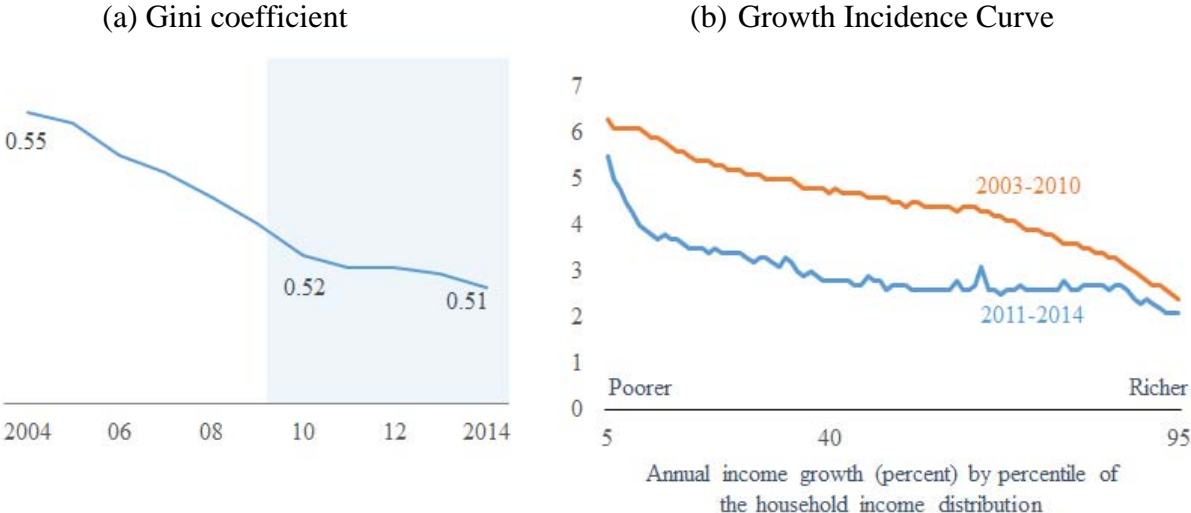 (a) Gini coefficient
0.55
0.52
0.51
2004 06 08 10 12 2014
(b) Growth Incidence Curve
7
6
5
4
3
2
1
0
2003-2010
2011-2014
Poorer Richer
5 40 95
Annual income growth (percent) by percentile of
the household income distribution